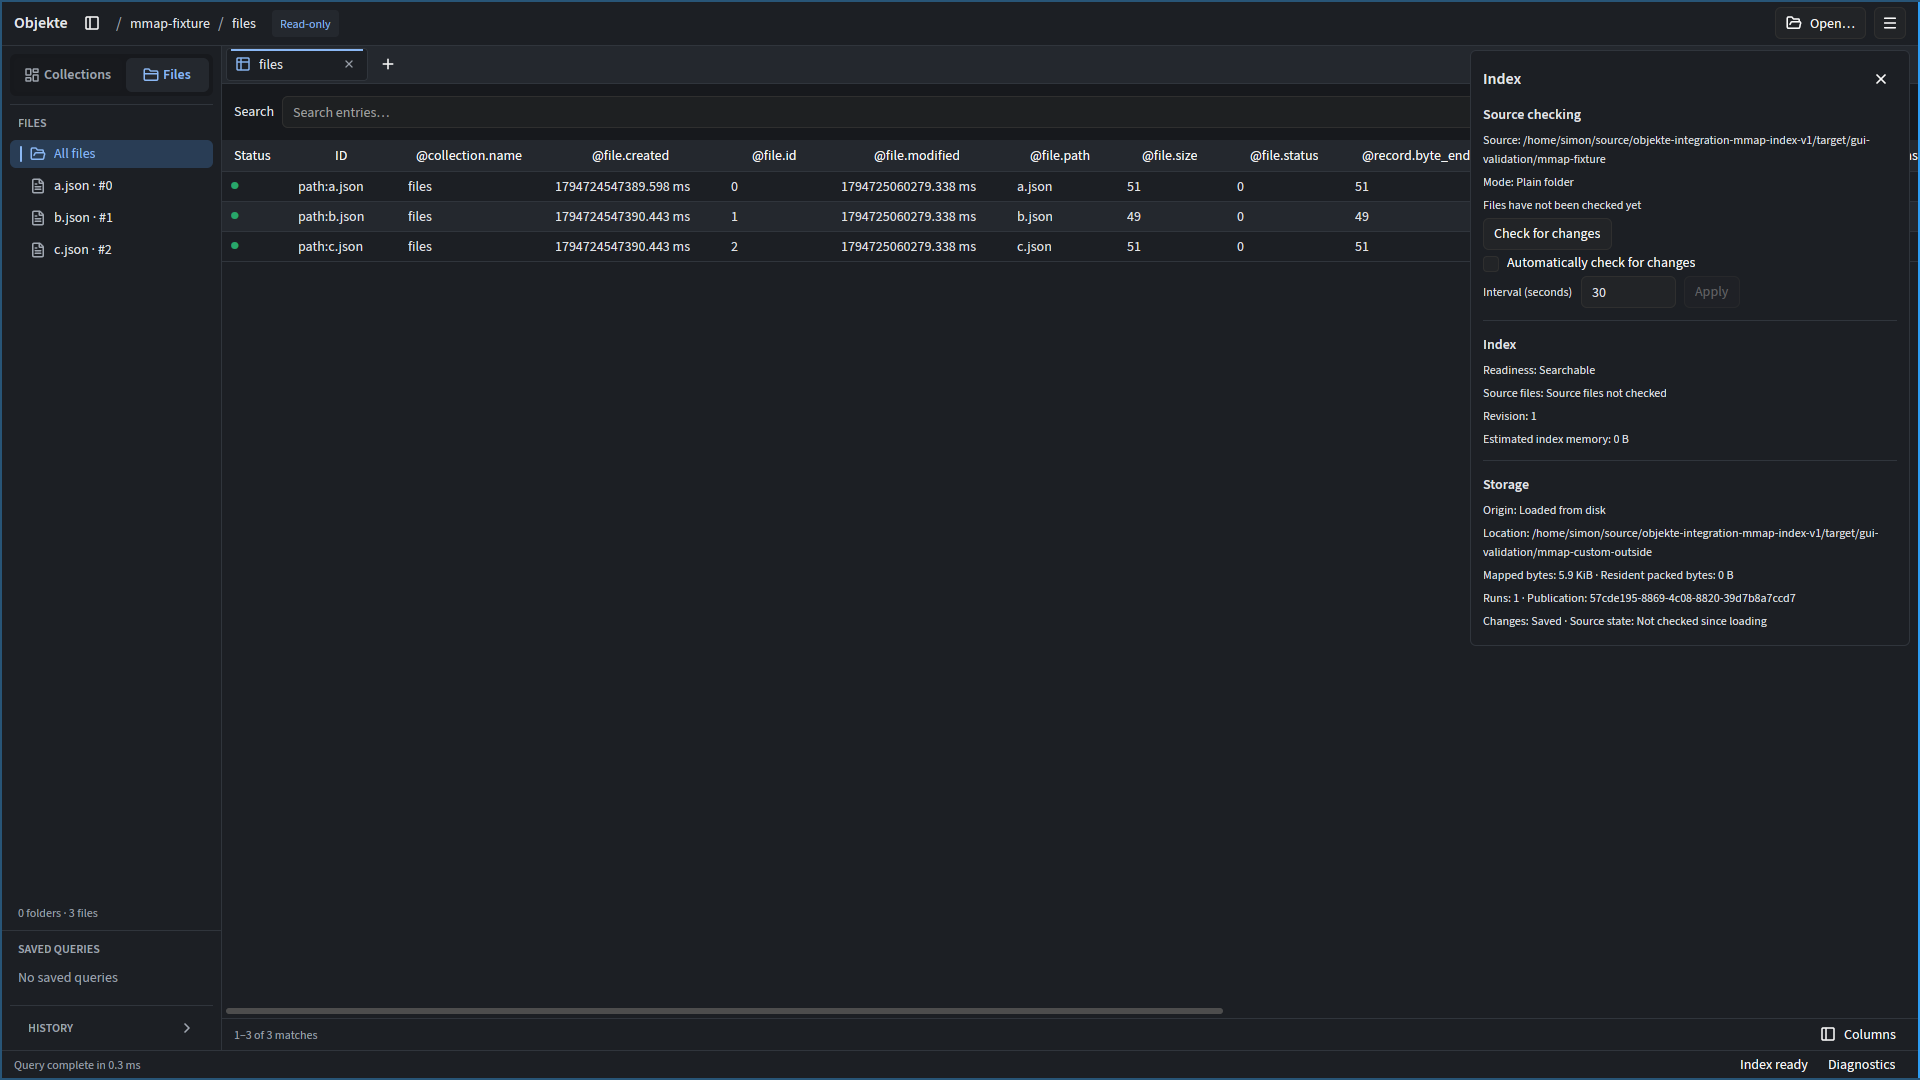 Objekte / mmap-fixture / files Read-only Open…
Collections Files
FILES
All files
a.json · #0
b.json · #1
c.json · #2
0 folders · 3 files
SAVED QUERIES
No saved queries
HISTORY
files × +
Search Search entries…
Status ID @collection.name @file.created @file.id @file.modified @file.path @file.size @file.status @record.byte_end
path:a.json files 1794724547389.598 ms 0 1794725060279.338 ms a.json 51 0 51
path:b.json files 1794724547390.443 ms 1 1794725060279.338 ms b.json 49 0 49
path:c.json files 1794724547390.443 ms 2 1794725060279.338 ms c.json 51 0 51
1–3 of 3 matches
Columns
Index
Source checking
Source: /home/simon/source/objekte-integration-mmap-index-v1/target/gui-
validation/mmap-fixture
Mode: Plain folder
Files have not been checked yet
Check for changes
Automatically check for changes
Interval (seconds) 30 Apply
Index
Readiness: Searchable
Source files: Source files not checked
Revision: 1
Estimated index memory: 0 B
Storage
Origin: Loaded from disk
Location: /home/simon/source/objekte-integration-mmap-index-v1/target/gui-
validation/mmap-custom-outside
Mapped bytes: 5.9 KiB · Resident packed bytes: 0 B
Runs: 1 · Publication: 57cde195-8869-4c08-8820-39d7b8a7ccd7
Changes: Saved · Source state: Not checked since loading
Query complete in 0.3 ms
Index ready Diagnostics